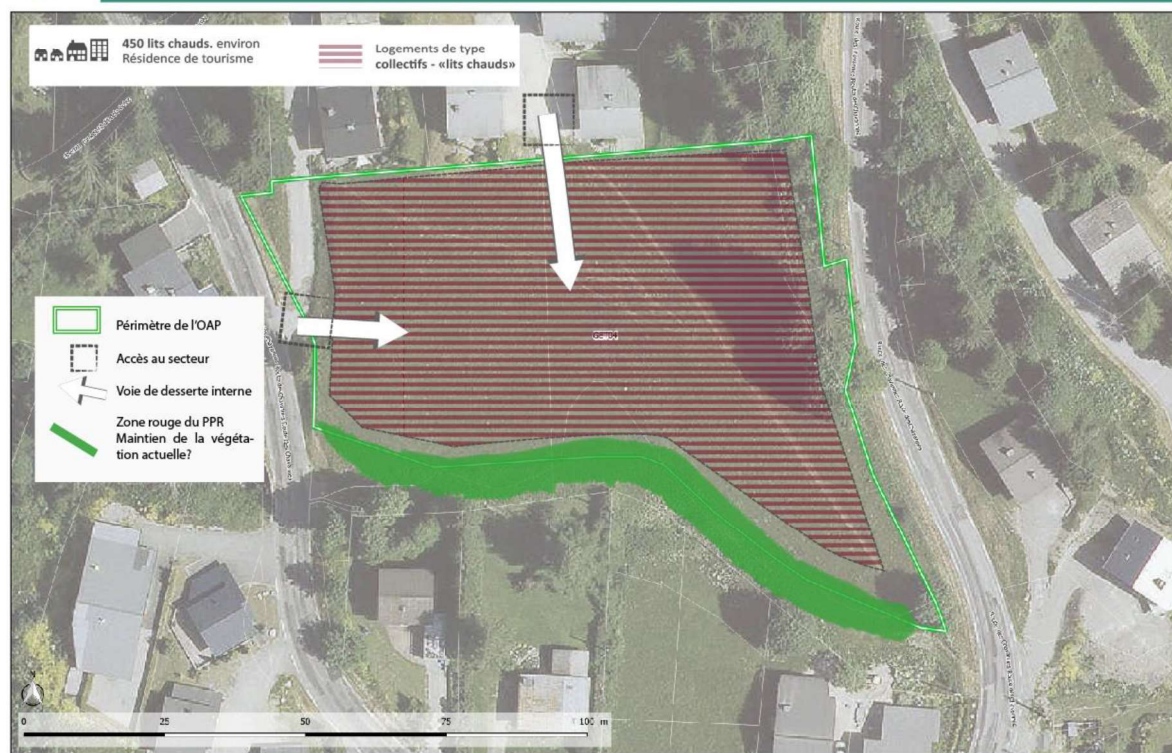 450 lits chauds. environ
Résidence de tourisme
Logements de type
collectifs - «lits chauds»
Périmètre de l'OAP
Accès au secteur
Voie de desserte interne
Zone rouge du PPR
Maintien de la végéta-
tion actuelle?
N
0 25 50 75 100 m